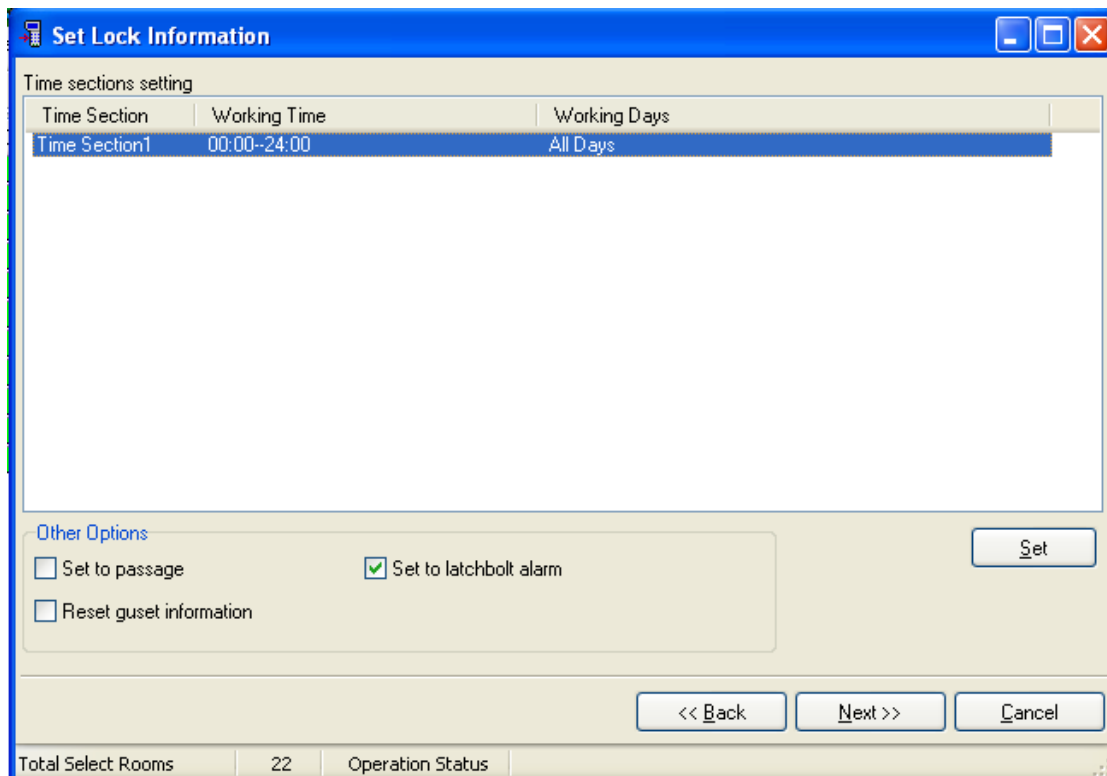 Set Lock Information
Time sections setting
Time Section Working Time Working Days
Time Section1 00:00--24:00 All Days
Other Options
Set
Set to passage Set to latchbolt alarm
Reset guset information
<< Back Next >> Cancel
Total Select Rooms 22 Operation Status